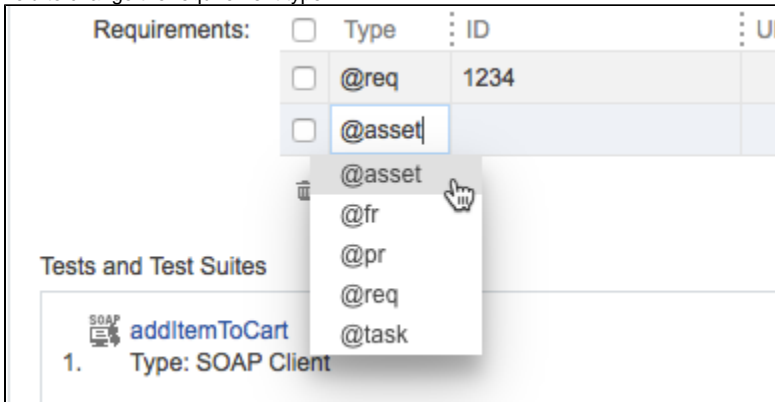 Requirements: Type ID
@req 1234
@asset
@asset
@fr
@pr
@req
@task
Tests and Test Suites
SOAP addItemToCart
1. Type: SOAP Client